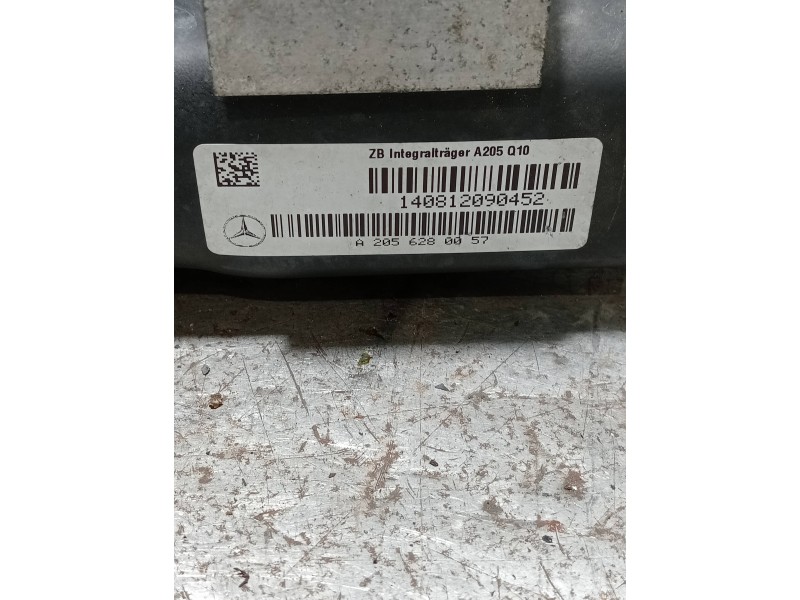 ZB Integralträger A205 Q10
140812090452
A 205 628 00 57